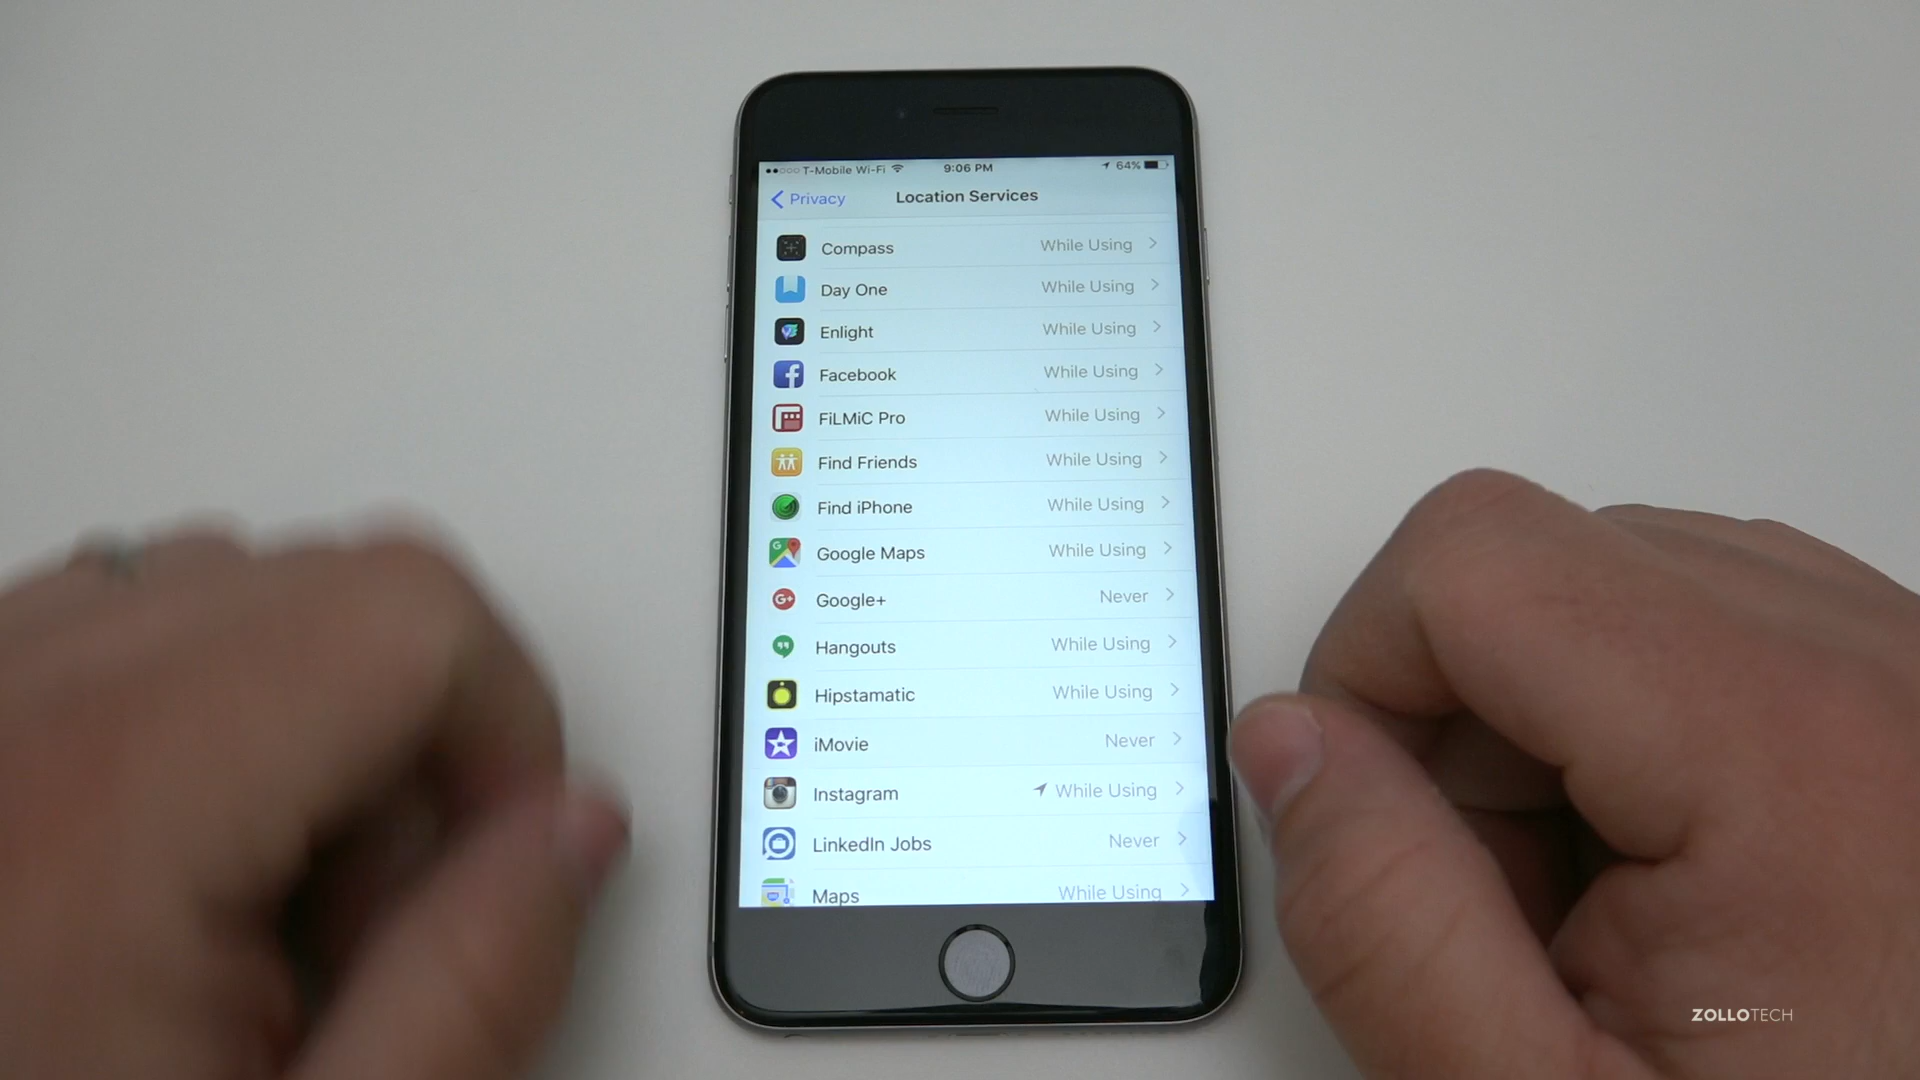 T-Mobile Wi-Fi 9:06 PM 64%
Privacy Location Services
Compass While Using
Day One While Using
Enlight While Using
Facebook While Using
FiLMiC Pro While Using
Find Friends While Using
Find iPhone While Using
Google Maps While Using
Google+ Never
Hangouts While Using
Hipstamatic While Using
iMovie Never
Instagram While Using
LinkedIn Jobs Never
Maps While Using
ZOLLOTECH